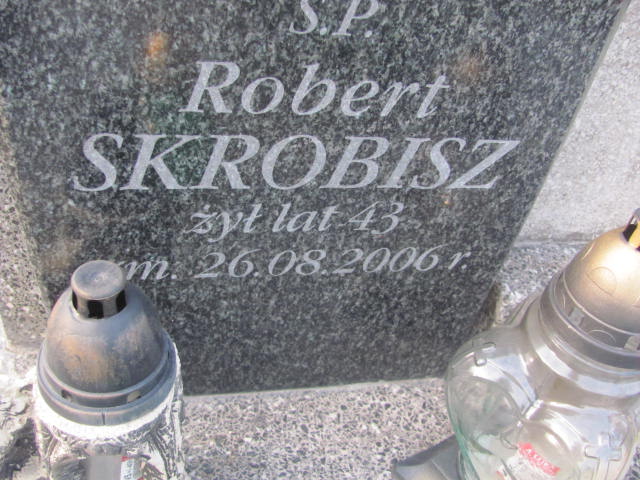 Ś.P.
Robert
SKROBISZ
żył lat 43
zm. 26.08.2006 r.